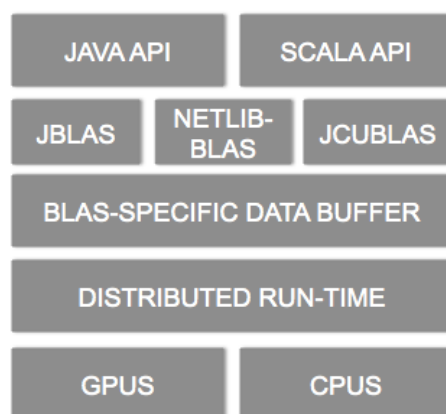 JAVA API
SCALA API
JBLAS
NETLIB-
BLAS
JCUBLAS
BLAS-SPECIFIC DATA BUFFER
DISTRIBUTED RUN-TIME
GPUS
CPUS